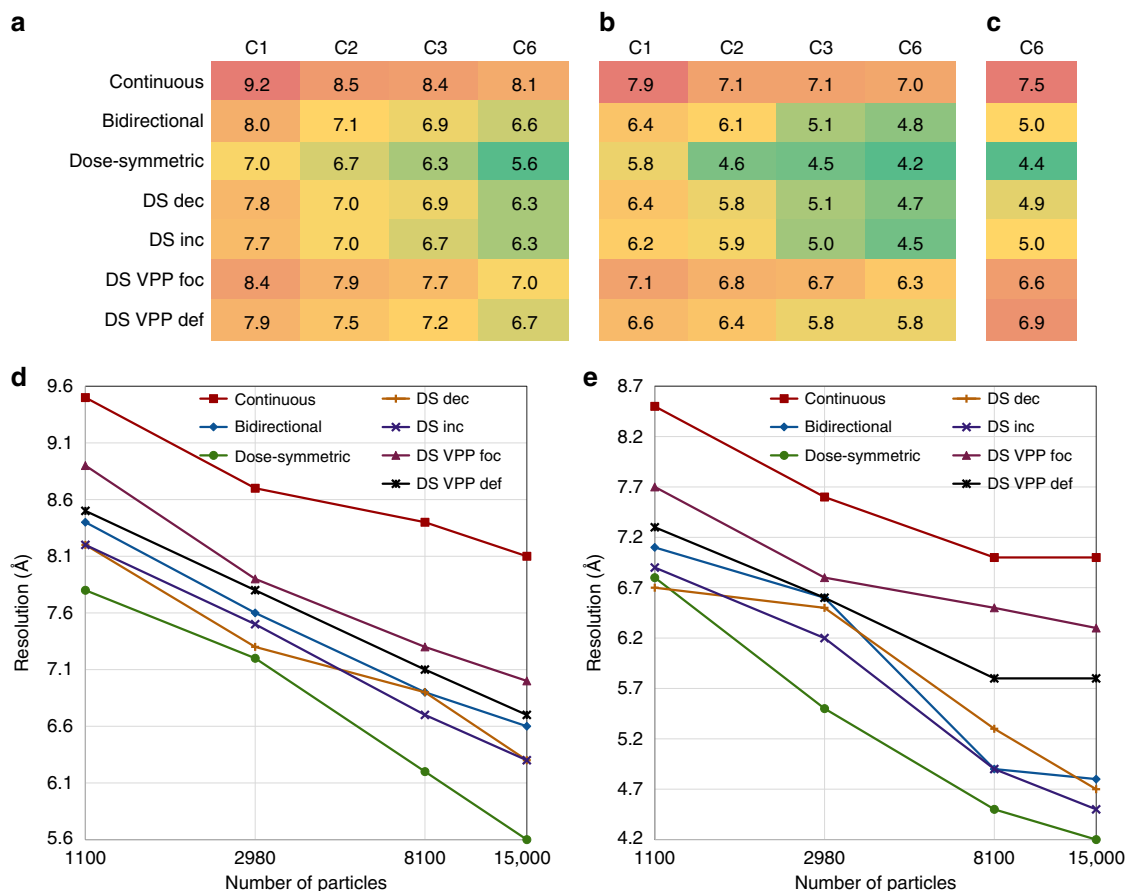 a
C1 C2 C3 C6
Continuous 9.2 8.5 8.4 8.1
Bidirectional 8.0 7.1 6.9 6.6
Dose-symmetric 7.0 6.7 6.3 5.6
DS dec 7.8 7.0 6.9 6.3
DS inc 7.7 7.0 6.7 6.3
DS VPP foc 8.4 7.9 7.7 7.0
DS VPP def 7.9 7.5 7.2 6.7
b
C1 C2 C3 C6
7.9 7.1 7.1 7.0
6.4 6.1 5.1 4.8
5.8 4.6 4.5 4.2
6.4 5.8 5.1 4.7
6.2 5.9 5.0 4.5
7.1 6.8 6.7 6.3
6.6 6.4 5.8 5.8
c
C6
7.5
5.0
4.4
4.9
5.0
6.6
6.9
d
Resolution (Å)
9.6
9.1
8.6
8.1
7.6
7.1
6.6
6.1
5.6
Continuous
Bidirectional
Dose-symmetric
DS dec
DS inc
DS VPP foc
DS VPP def
1100 2980 8100 15,000
Number of particles
e
Resolution (Å)
8.7
8.2
7.7
7.2
6.7
6.2
5.7
5.2
4.7
4.2
Continuous
Bidirectional
Dose-symmetric
DS dec
DS inc
DS VPP foc
DS VPP def
1100 2980 8100 15,000
Number of particles